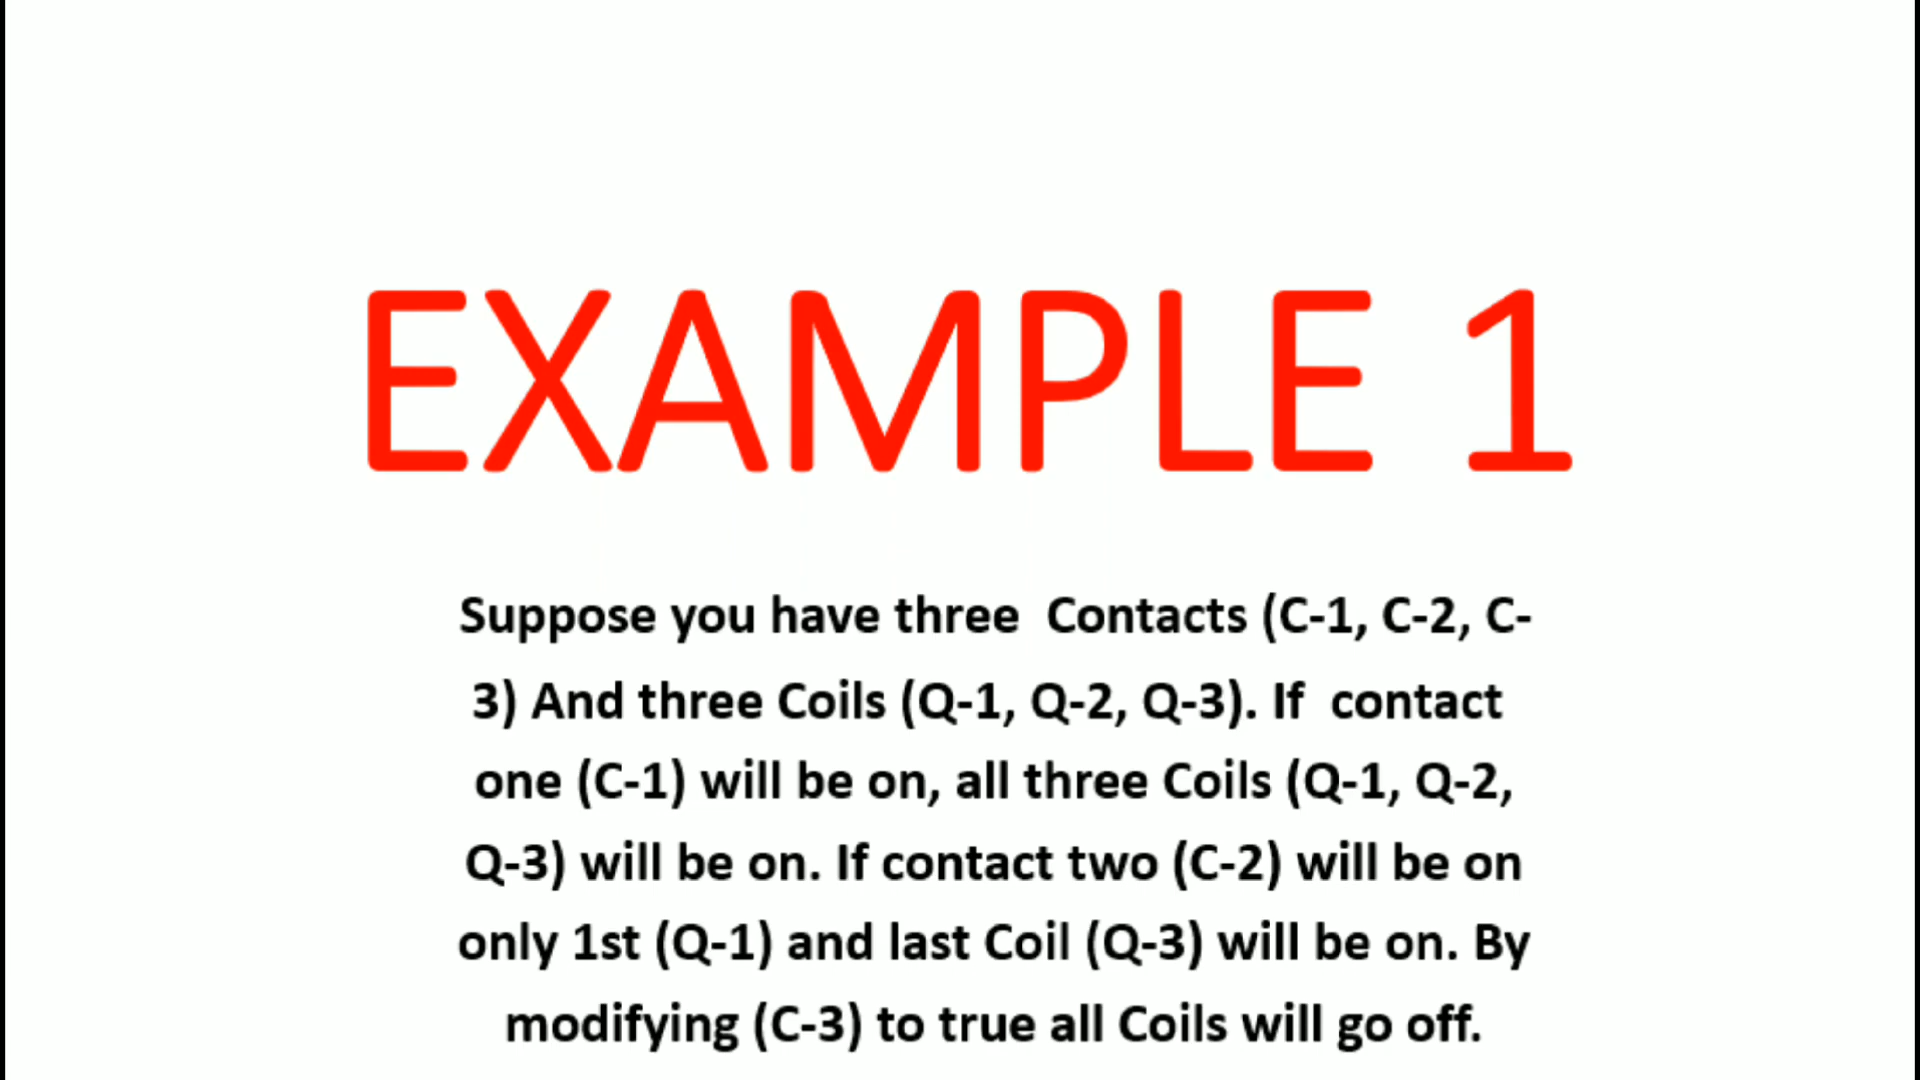 EXAMPLE 1
Suppose you have three  Contacts (C-1, C-2, C-
3) And three Coils (Q-1, Q-2, Q-3). If  contact
one (C-1) will be on, all three Coils (Q-1, Q-2,
Q-3) will be on. If contact two (C-2) will be on
only 1st (Q-1) and last Coil (Q-3) will be on. By
modifying (C-3) to true all Coils will go off.